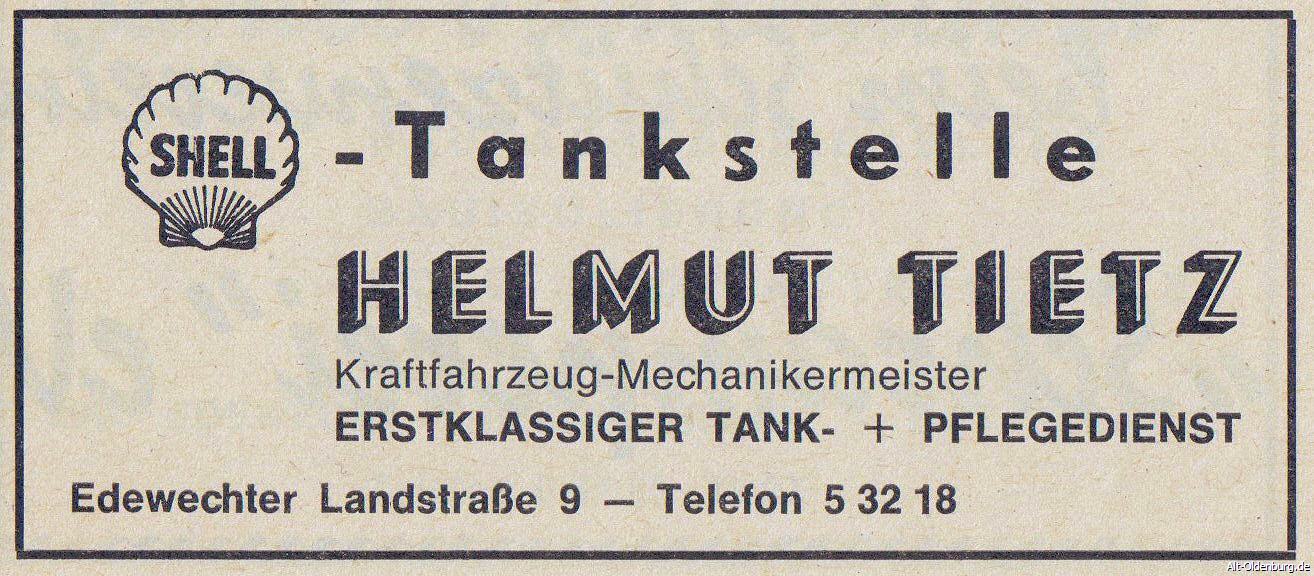 SHELL -Tankstelle
HELMUT TIETZ
Kraftfahrzeug-Mechanikermeister
ERSTKLASSIGER TANK- + PFLEGEDIENST
Edewechter Landstraße 9 — Telefon 5 32 18
Alt-Oldenburg.de